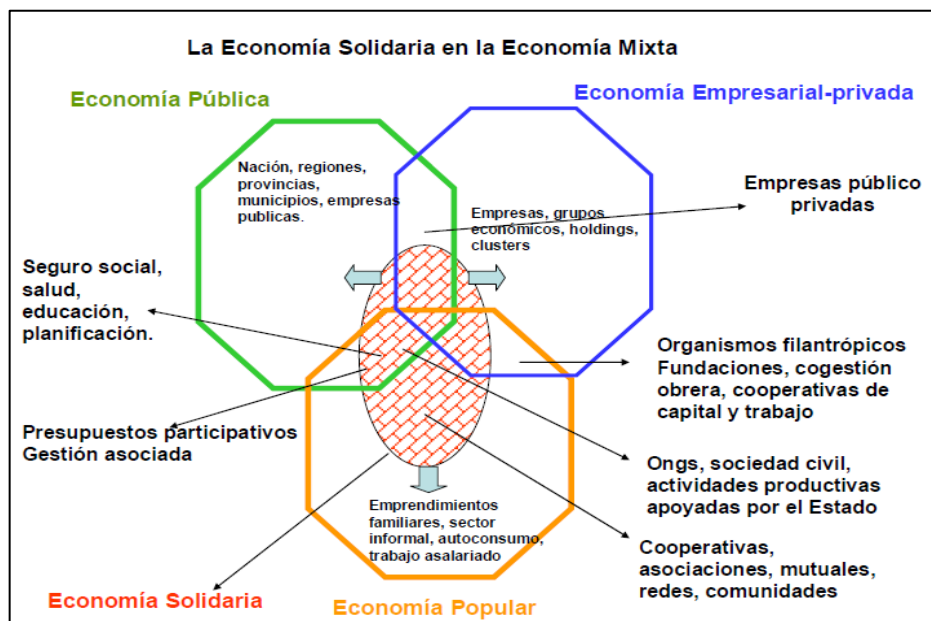 La Economía Solidaria en la Economía Mixta
Economía Pública
Economía Empresarial-privada
Nación, regiones,
provincias,
municipios, empresas
publicas.
Empresas, grupos
económicos, holdings,
clusters
Empresas público
privadas
Seguro social,
salud,
educación,
planificación.
Organismos filantrópicos
Fundaciones, cogestión
obrera, cooperativas de
capital y trabajo
Presupuestos participativos
Gestión asociada
Ongs, sociedad civil,
actividades productivas
apoyadas por el Estado
Emprendimientos
familiares, sector
informal, autoconsumo,
trabajo asalariado
Cooperativas,
asociaciones, mutuales,
redes, comunidades
Economía Solidaria
Economía Popular